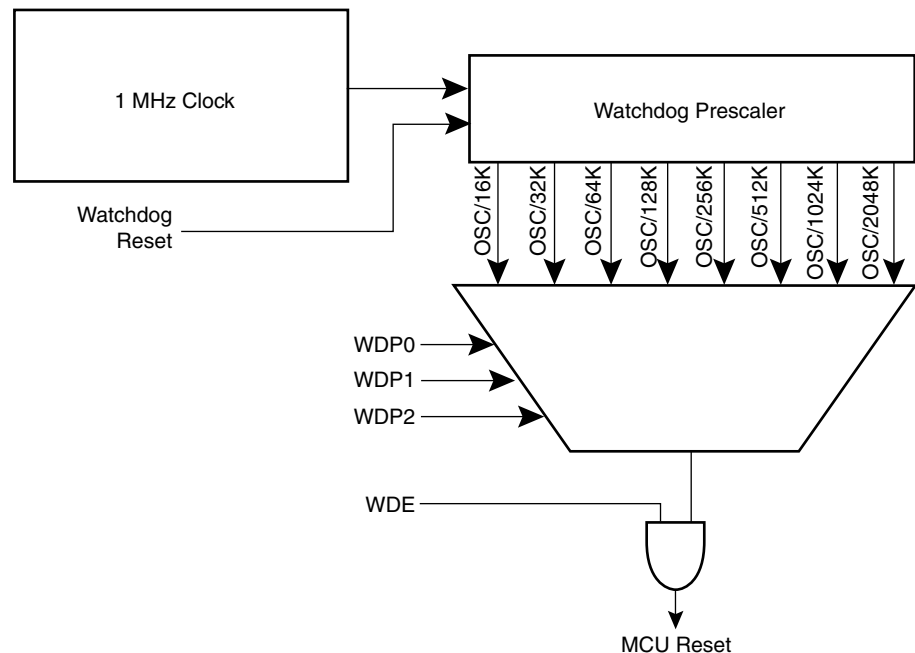 1 MHz Clock
Watchdog Prescaler
Watchdog
Reset
OSC/16K
OSC/32K
OSC/64K
OSC/128K
OSC/256K
OSC/512K
OSC/1024K
OSC/2048K
WDP0
WDP1
WDP2
WDE
MCU Reset